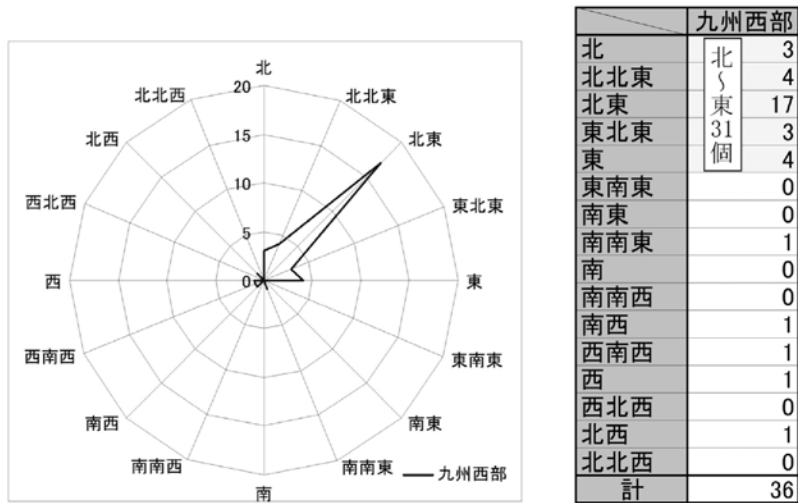 北
北北東
北東
東北東
東
東南東
南東
南南東
南
南南西
南西
西南西
西
西北西
北西
北北西
20
15
10
5
0
九州西部
九州西部
北 3
北北東 4
北東 17
東北東 3
東 4
東南東 0
南東 0
南南東 1
南 0
南南西 0
南西 1
西南西 1
西 1
西北西 0
北西 1
北北西 0
計 36
北～東31個